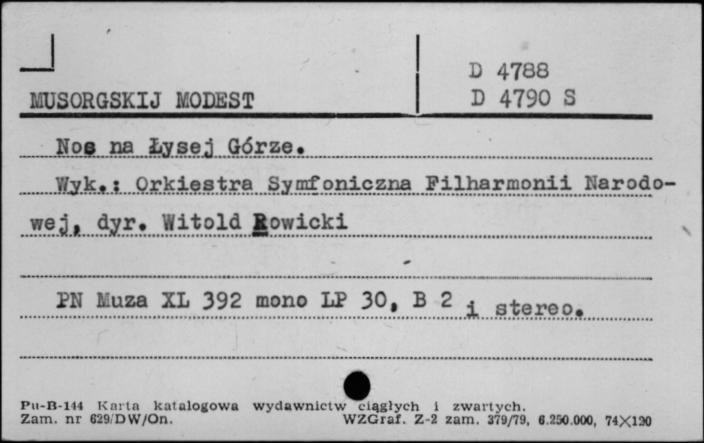 D 4788
MUSORGSKIJ MODEST D 4790 S
Noc na Łysej Górze.
Wyk.: Orkiestra Symfoniczna Filharmonii Narodo-
wej, dyr. Witold Rowicki
PN Muza XL 392 mono LP 30, B 2 i stereo.
Pu-B-144 Karta katalogowa wydawnictw ciągłych i zwartych.
Zam. nr 629/DW/On. WZGraf. Z-2 zam. 379/79, 6.250.000, 74X120